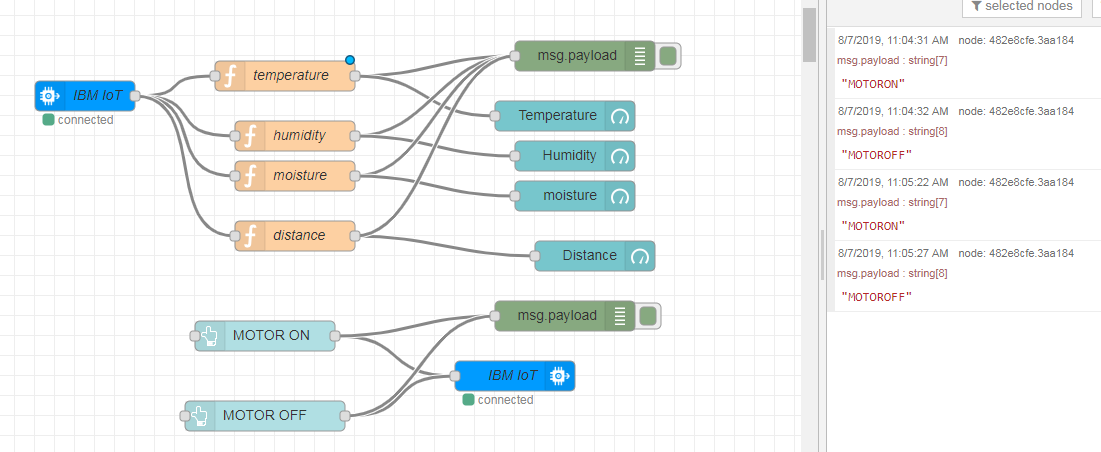 selected nodes
IBM IoT
connected
temperature
humidity
moisture
distance
msg.payload
Temperature
Humidity
moisture
Distance
MOTOR ON
MOTOR OFF
msg.payload
IBM IoT
connected
8/7/2019, 11:04:31 AM node: 482e8cfe.3aa184
msg.payload : string[7]
"MOTORON"
8/7/2019, 11:04:32 AM node: 482e8cfe.3aa184
msg.payload : string[8]
"MOTOROFF"
8/7/2019, 11:05:22 AM node: 482e8cfe.3aa184
msg.payload : string[7]
"MOTORON"
8/7/2019, 11:05:27 AM node: 482e8cfe.3aa184
msg.payload : string[8]
"MOTOROFF"